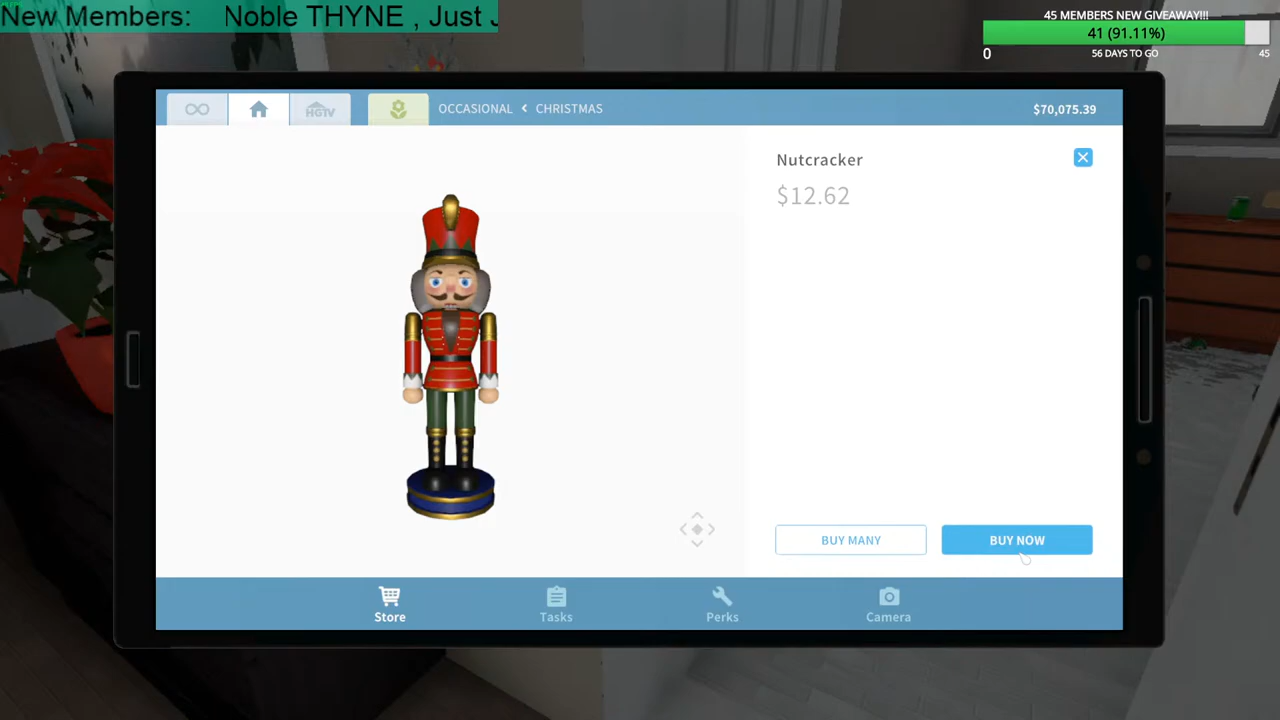 New Members: Noble THYNE , Just J
45 MEMBERS NEW GIVEAWAY!!!
41 (91.11%)
0 56 DAYS TO GO 45
HGTV OCCASIONAL < CHRISTMAS $70,075.39
Nutcracker
$12.62
BUY MANY BUY NOW
Store Tasks Perks Camera